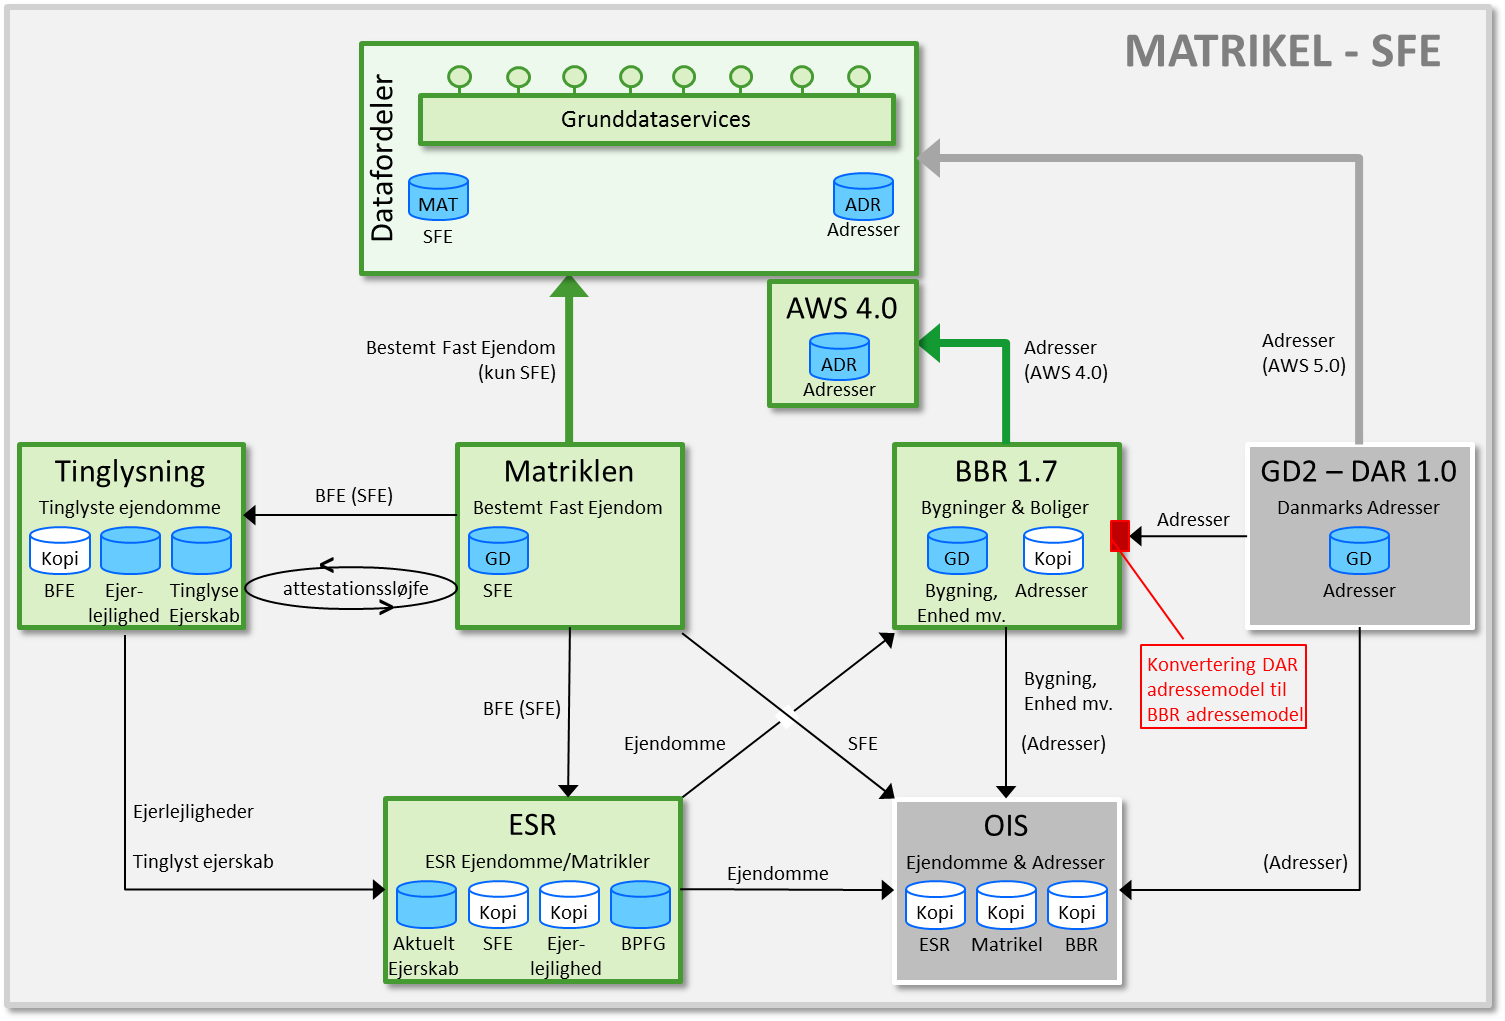 MATRIKEL - SFE
Datafordeler
Grunddataservices
MAT
SFE
ADR
Adresser
AWS 4.0
ADR
Adresser
Bestemt Fast Ejendom
(kun SFE)
Adresser
(AWS 4.0)
Adresser
(AWS 5.0)
Tinglysning
Tinglyste ejendomme
Kopi
BFE
Ejer-
lejlighed
Tinglyse
Ejerskab
BFE (SFE)
attestationssløjfe
Matriklen
Bestemt Fast Ejendom
GD
SFE
BBR 1.7
Bygninger & Boliger
GD
Kopi
Bygning,
Enhed mv.
Adresser
Adresser
GD2 – DAR 1.0
Danmarks Adresser
GD
Adresser
Konvertering DAR
adressemodel til
BBR adressemodel
BFE (SFE)
Ejendomme
SFE
Bygning,
Enhed mv.
(Adresser)
Ejerlejligheder
Tinglyst ejerskab
ESR
ESR Ejendomme/Matrikler
Aktuelt
Ejerskab
Kopi
SFE
Kopi
Ejer-
lejlighed
BPFG
Ejendomme
OIS
Ejendomme & Adresser
Kopi
Kopi
Kopi
ESR
Matrikel
BBR
(Adresser)